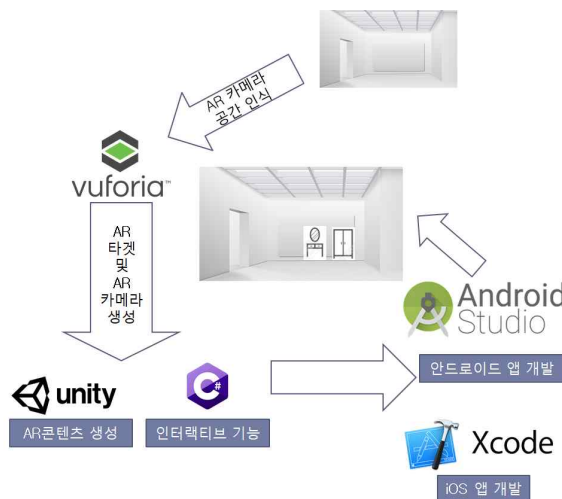 AR 카메라
공간 인식
vuforia™
AR
타겟
및
AR
카메라
생성
Android
Studio
안드로이드 앱 개발
unity
C#
AR콘텐츠 생성
인터랙티브 기능
Xcode
iOS 앱 개발